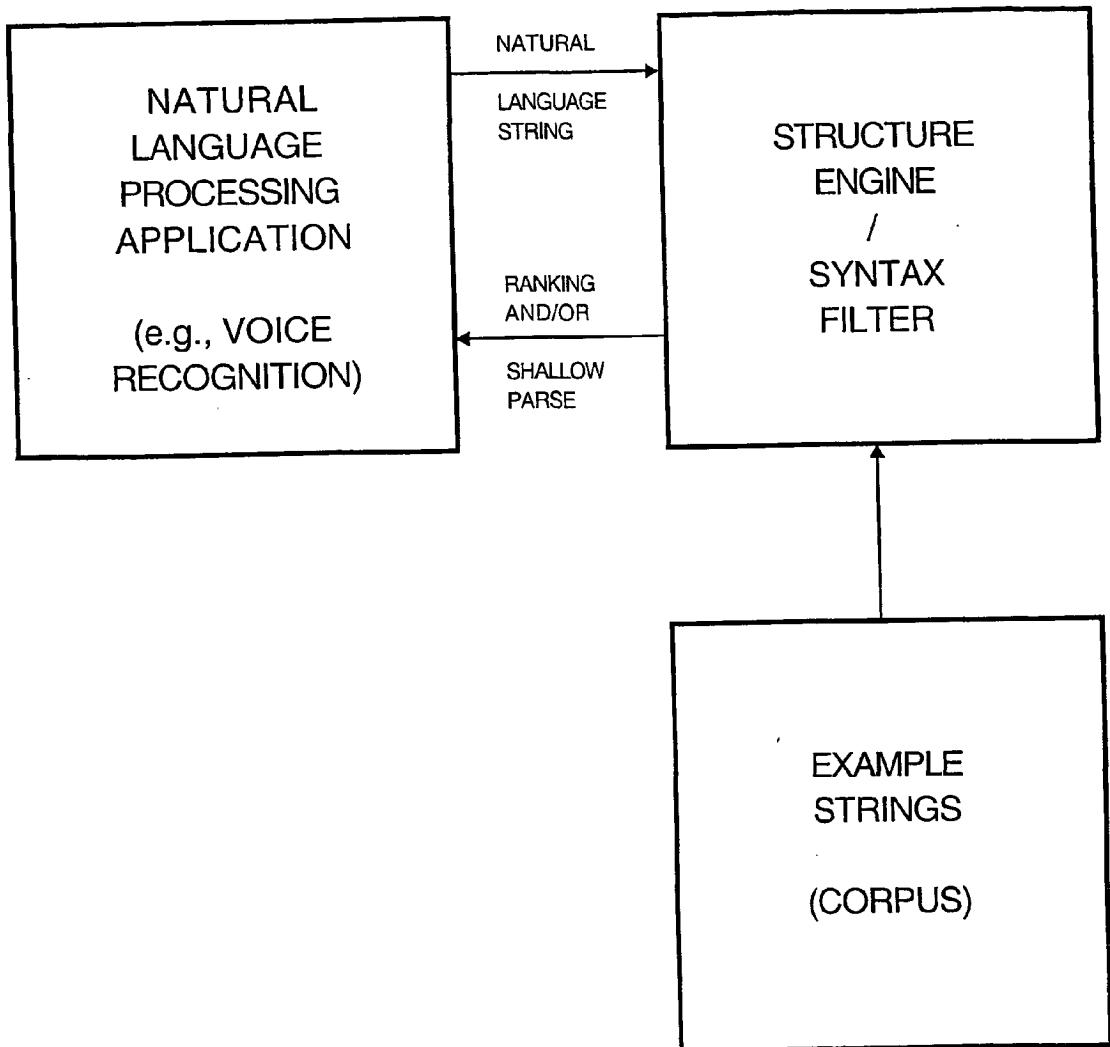 NATURAL
LANGUAGE
PROCESSING
APPLICATION
(e.g., VOICE
RECOGNITION)
NATURAL
LANGUAGE
STRING
RANKING
AND/OR
SHALLOW
PARSE
STRUCTURE
ENGINE
/
SYNTAX
FILTER
EXAMPLE
STRINGS
(CORPUS)